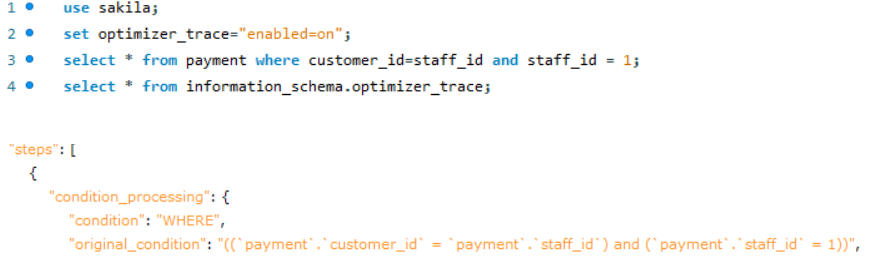 1 use sakila;
2 set optimizer_trace="enabled=on";
3 select * from payment where customer_id=staff_id and staff_id = 1;
4 select * from information_schema.optimizer_trace;
"steps": [
{
"condition_processing": {
"condition": "WHERE",
"original_condition": "((`payment`.`customer_id` = `payment`.`staff_id`) and (`payment`.`staff_id` = 1))",